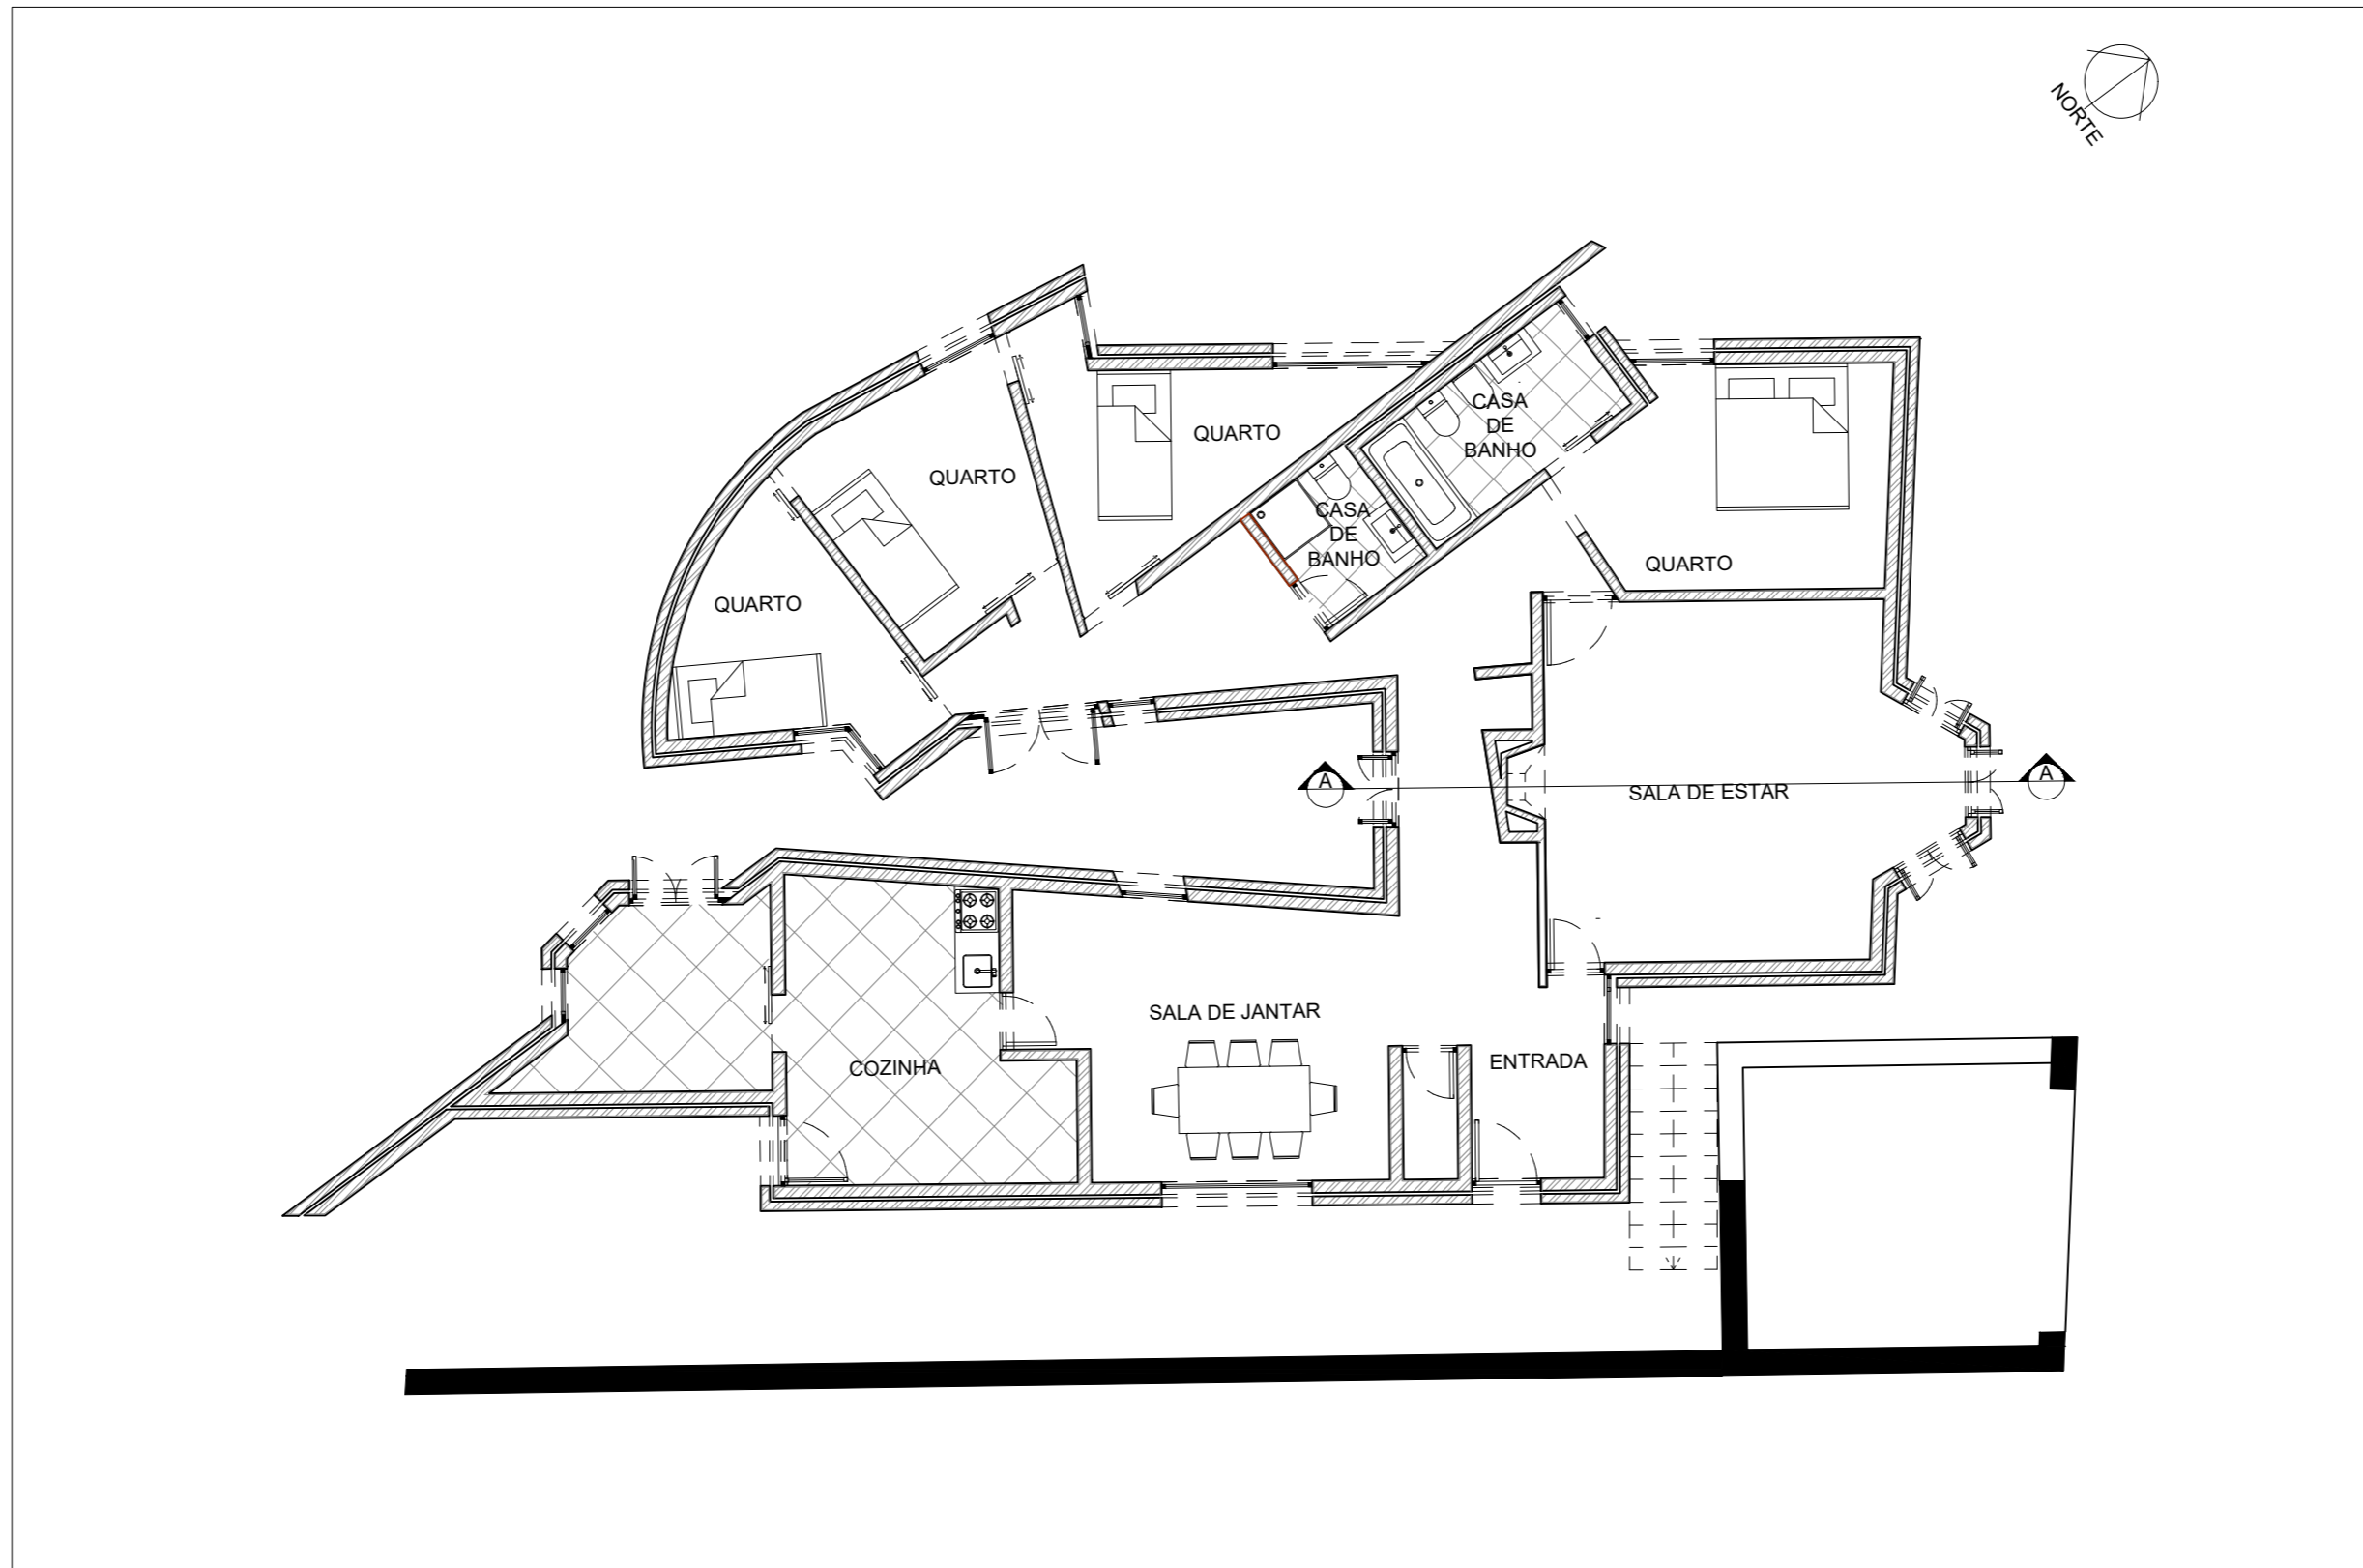 NORTE
QUARTO
QUARTO
QUARTO
CASA
DE
BANHO
CASA
DE
BANHO
QUARTO
A
SALA DE ESTAR
A
SALA DE JANTAR
COZINHA
ENTRADA